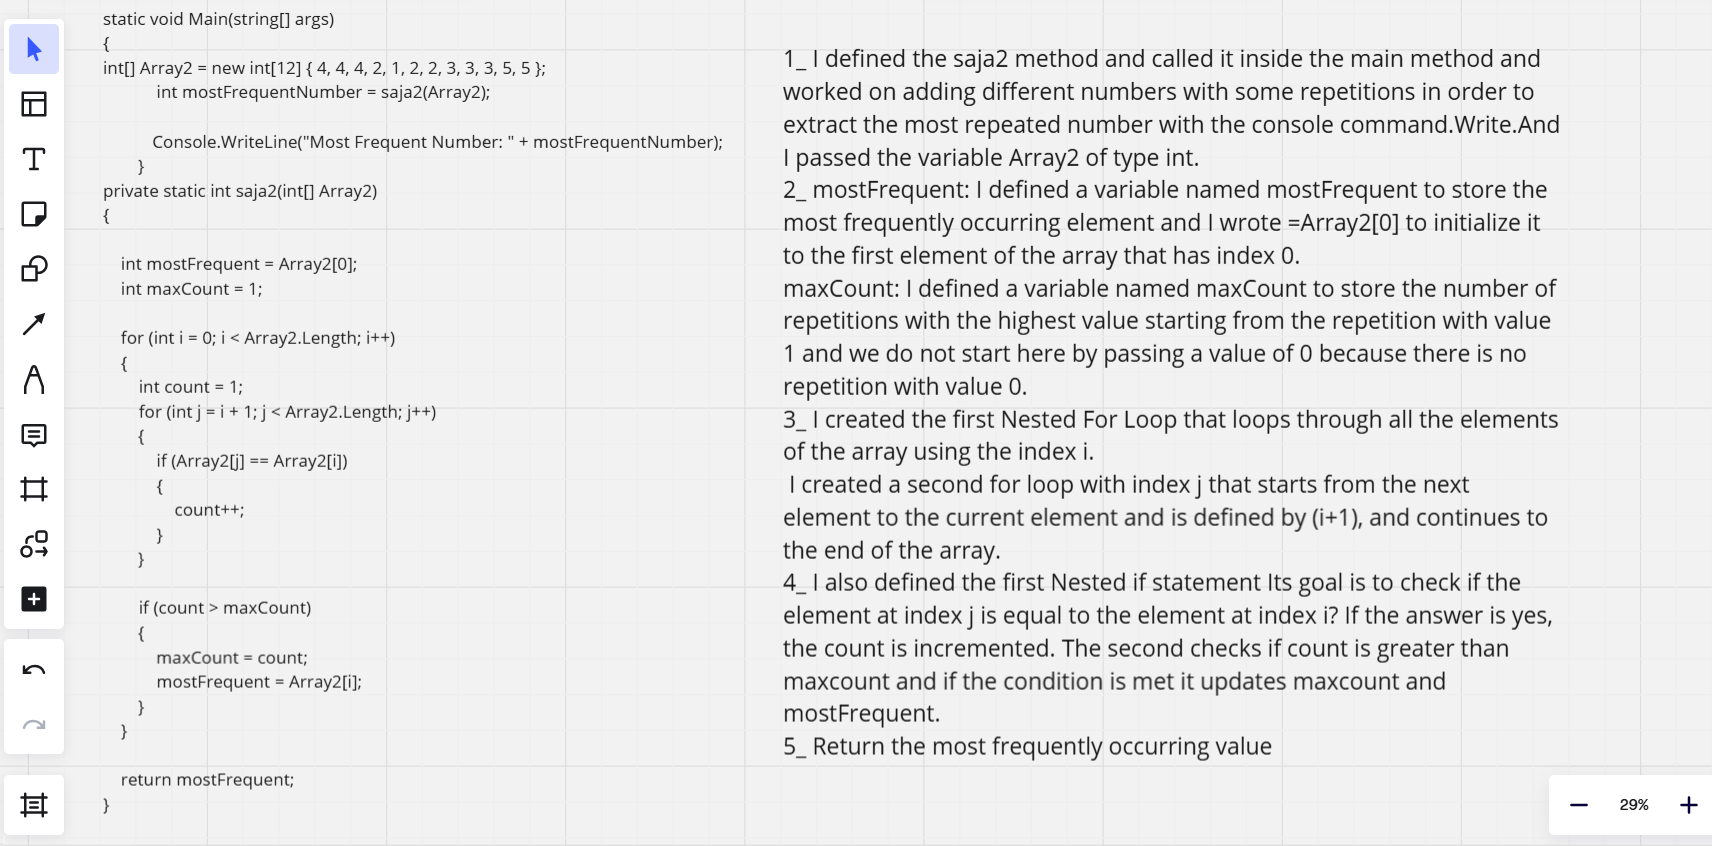 static void Main(string[] args)
{
int[] Array2 = new int[12] { 4, 4, 4, 2, 1, 2, 2, 3, 3, 3, 5, 5 };
int mostFrequentNumber = saja2(Array2);
Console.WriteLine("Most Frequent Number: " + mostFrequentNumber);
}
private static int saja2(int[] Array2)
{
int mostFrequent = Array2[0];
int maxCount = 1;
for (int i = 0; i < Array2.Length; i++)
{
int count = 1;
for (int j = i + 1; j < Array2.Length; j++)
{
if (Array2[j] == Array2[i])
{
count++;
}
}
if (count > maxCount)
{
maxCount = count;
mostFrequent = Array2[i];
}
}
return mostFrequent;
}
1_ I defined the saja2 method and called it inside the main method and
worked on adding different numbers with some repetitions in order to
extract the most repeated number with the console command.Write.And
I passed the variable Array2 of type int.
2_ mostFrequent: I defined a variable named mostFrequent to store the
most frequently occurring element and I wrote =Array2[0] to initialize it
to the first element of the array that has index 0.
maxCount: I defined a variable named maxCount to store the number of
repetitions with the highest value starting from the repetition with value
1 and we do not start here by passing a value of 0 because there is no
repetition with value 0.
3_ I created the first Nested For Loop that loops through all the elements
of the array using the index i.
I created a second for loop with index j that starts from the next
element to the current element and is defined by (i+1), and continues to
the end of the array.
4_ I also defined the first Nested if statement Its goal is to check if the
element at index j is equal to the element at index i? If the answer is yes,
the count is incremented. The second checks if count is greater than
maxcount and if the condition is met it updates maxcount and
mostFrequent.
5_ Return the most frequently occurring value
29%